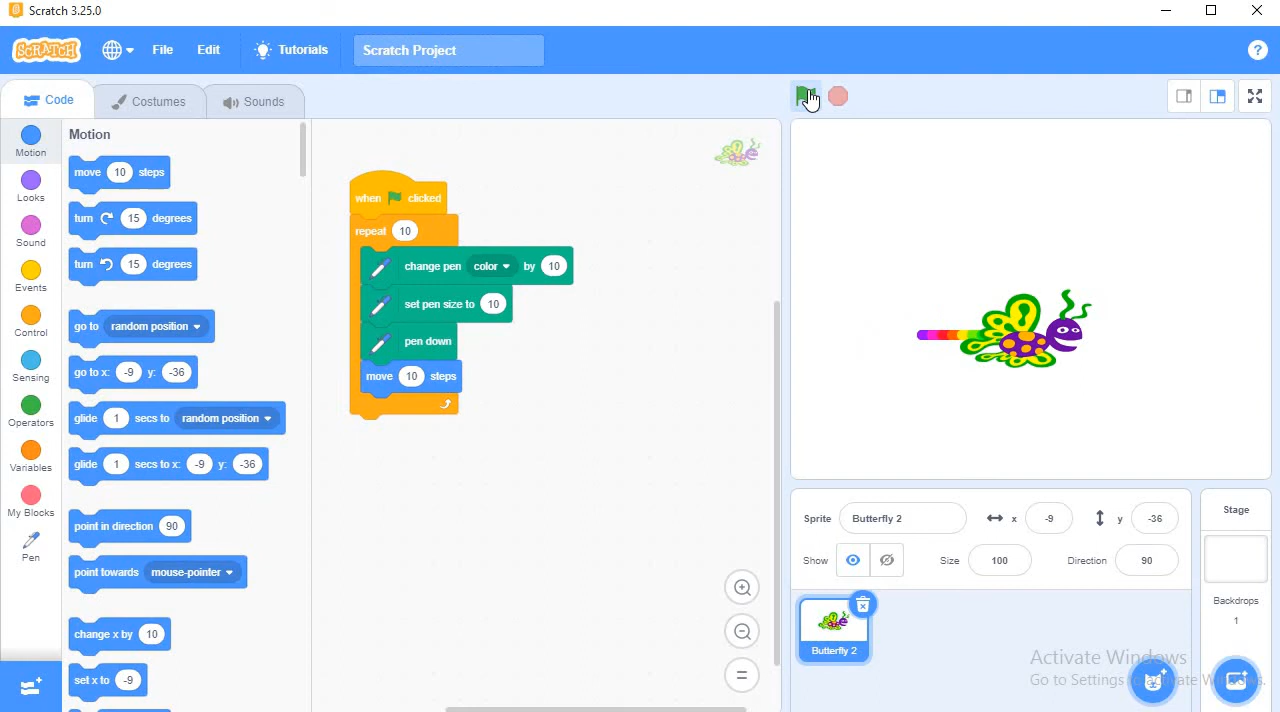 Scratch 3.25.0
SCRATCH
File Edit Tutorials Scratch Project ?
Code Costumes Sounds
Motion
Looks
Sound
Events
Control
Sensing
Operators
Variables
My Blocks
Pen
Motion
move 10 steps
turn 15 degrees
turn 15 degrees
go to random position
go to x: -9 y: -36
glide 1 secs to random position
glide 1 secs to x: -9 y: -36
point in direction 90
point towards mouse-pointer
change x by 10
set x to -9
when clicked
repeat 10
change pen color by 10
set pen size to 10
pen down
move 10 steps
Sprite Butterfly 2 x -9 y -36
Show Size 100 Direction 90
Butterfly 2
Stage
Backdrops
1
Activate Windows
Go to Settings to activate Windows.